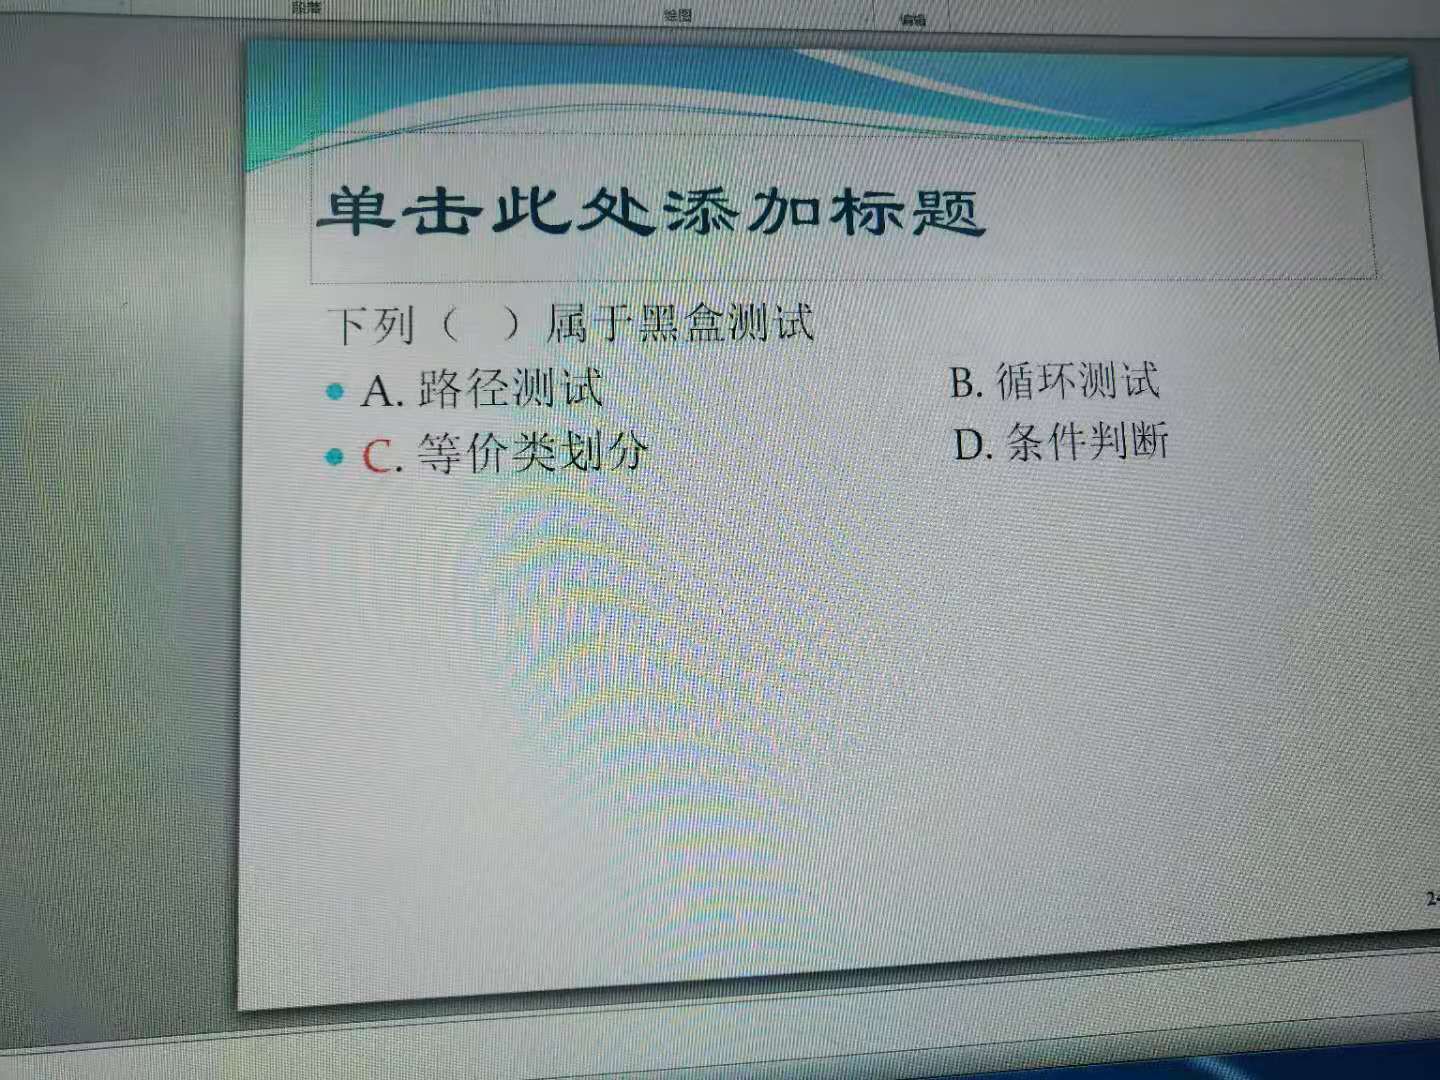 段落 绘图 编辑
单击此处添加标题
下列（ ）属于黑盒测试
A. 路径测试 B. 循环测试
C. 等价类划分 D. 条件判断